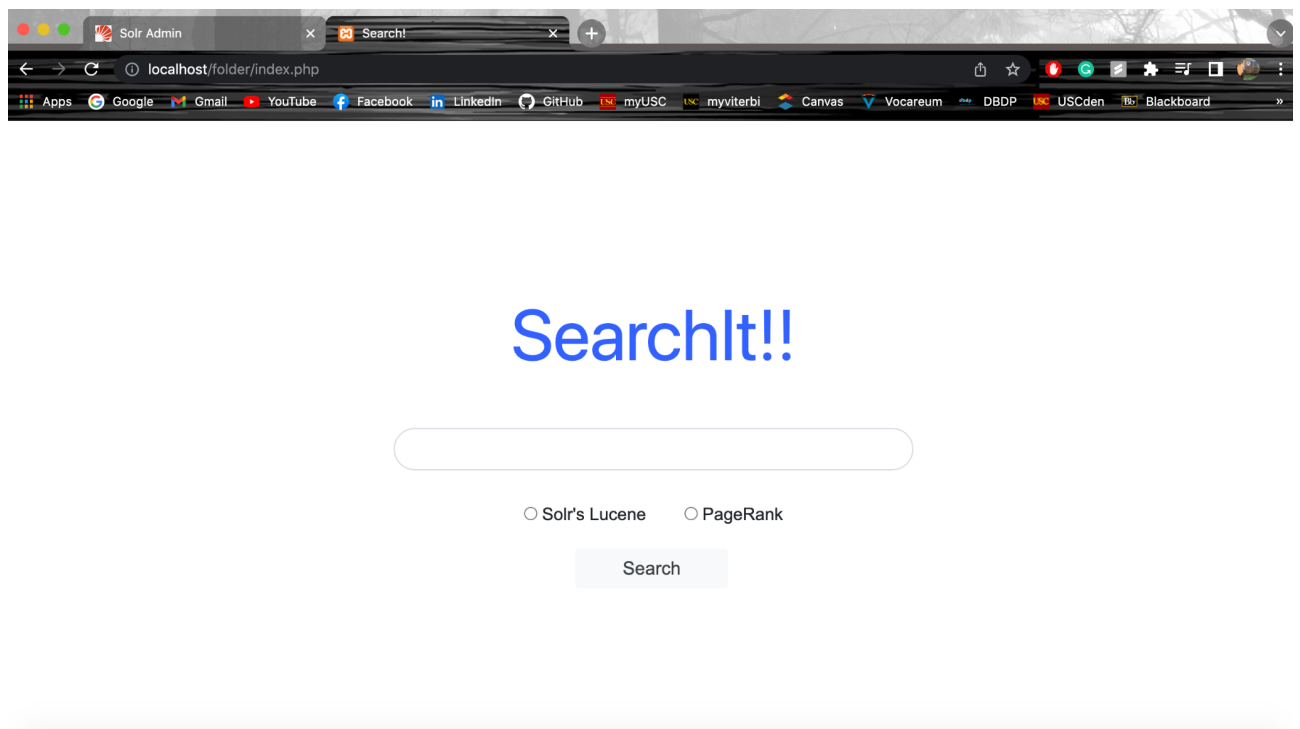 Solr Admin
Search!
localhost/folder/index.php
Apps Google Gmail YouTube Facebook LinkedIn GitHub myUSC myviterbi Canvas Vocareum DBDP USCden Blackboard »
SearchIt!!
Solr's Lucene PageRank
Search